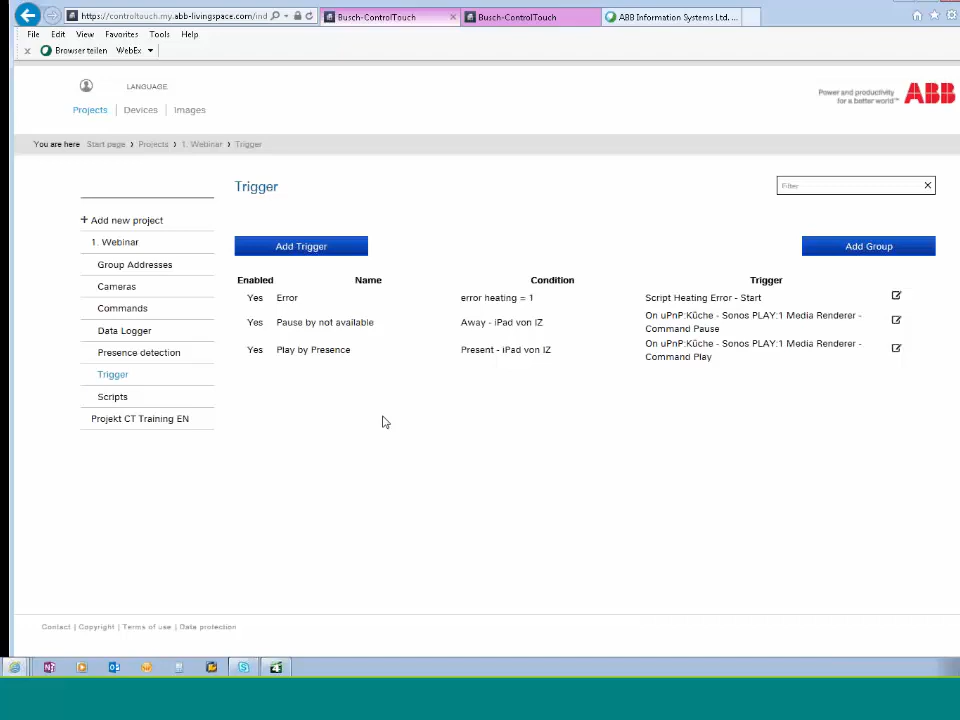 https://controltouch.my.abb-livingspace.com/ind
Busch-ControlTouch
Busch-ControlTouch
ABB Information Systems Ltd. ...
File Edit View Favorites Tools Help
x Browser teilen WebEx
LANGUAGE
Projects Devices Images
Power and productivity
for a better world™
ABB
You are here Start page > Projects > 1. Webinar > Trigger
Trigger
Filter
+ Add new project
1. Webinar
Group Addresses
Cameras
Commands
Data Logger
Presence detection
Trigger
Scripts
Projekt CT Training EN
Add Trigger
Add Group
Enabled Name Condition Trigger
Yes Error error heating = 1 Script Heating Error - Start
Yes Pause by not available Away - iPad von IZ On uPnP:Küche - Sonos PLAY:1 Media Renderer -
Command Pause
Yes Play by Presence Present - iPad von IZ On uPnP:Küche - Sonos PLAY:1 Media Renderer -
Command Play
Contact | Copyright | Terms of use | Data protection